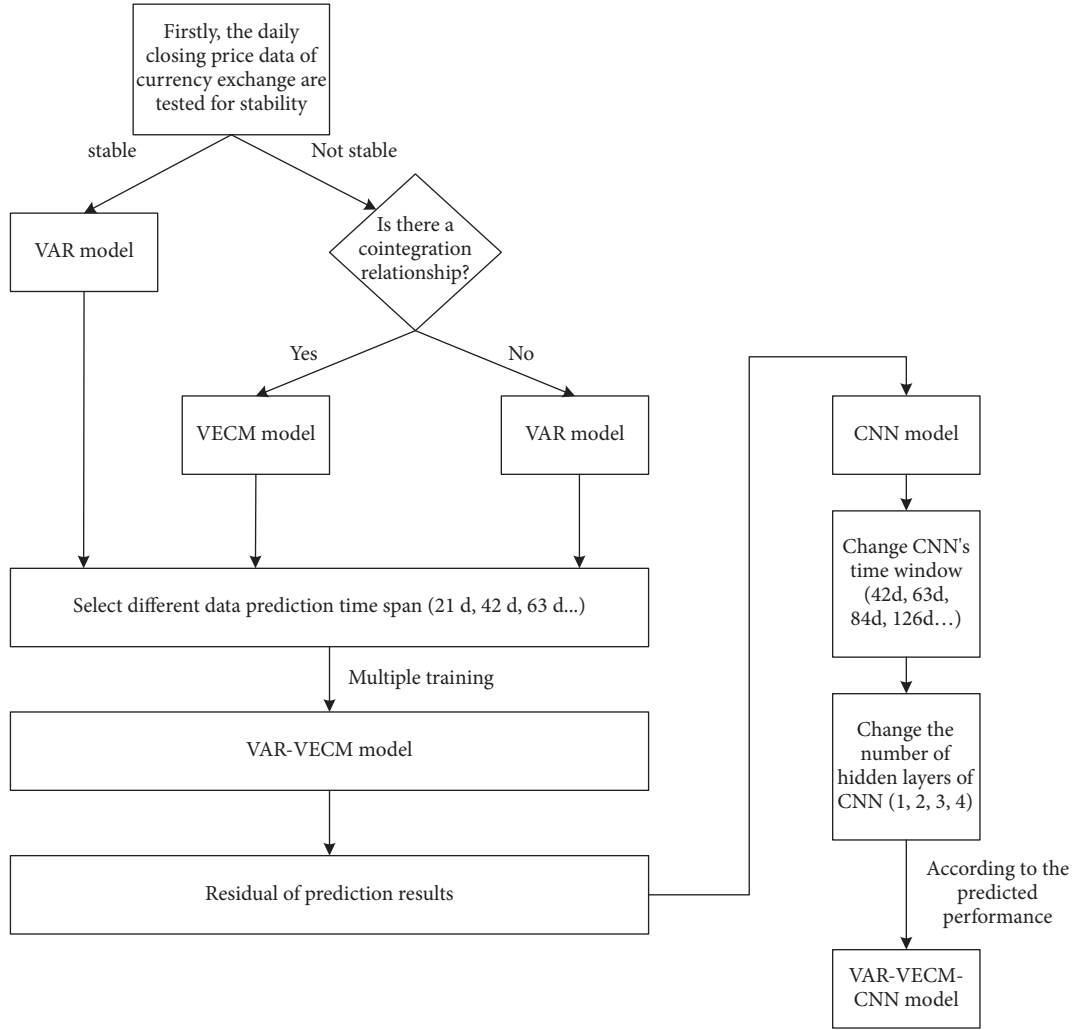 Firstly, the daily
closing price data of
currency exchange are
tested for stability
stable
Not stable
VAR model
Is there a
cointegration
relationship?
Yes
No
VECM model
VAR model
Select different data prediction time span (21 d, 42 d, 63 d...)
Multiple training
VAR-VECM model
Residual of prediction results
CNN model
Change CNN's
time window
(42d, 63d,
84d, 126d…)
Change the
number of
hidden layers of
CNN (1, 2, 3, 4)
According to the
predicted
performance
VAR-VECM-
CNN model